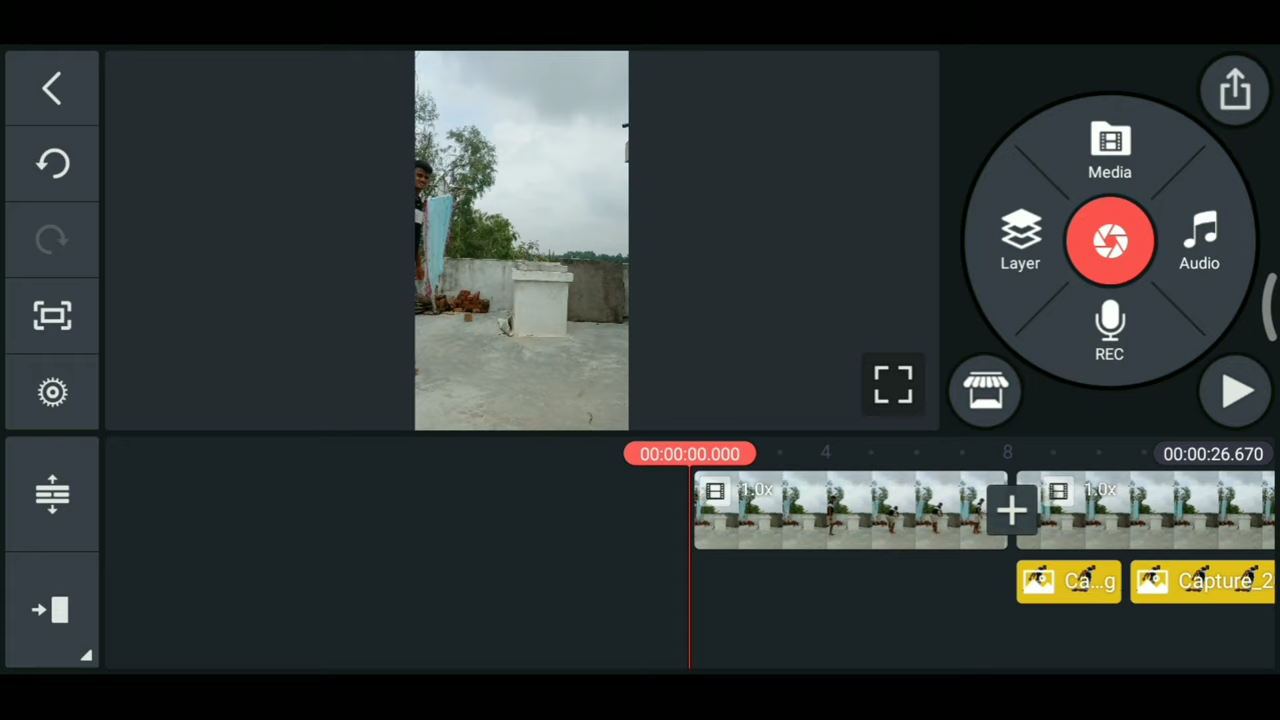 Media
Layer
Audio
REC
00:00:00.000
4
8
00:00:26.670
1.0x
1.0x
Ca...g
Capture_2